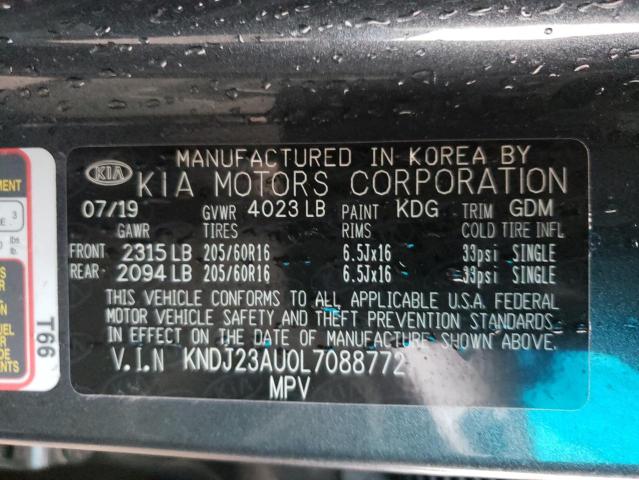 MANUFACTURED IN KOREA BY
KIA KIA MOTORS CORPORATION
07/19 GVWR 4023 LB PAINT KDG TRIM GDM
GAWR TIRES RIMS COLD TIRE INFL
FRONT 2315 LB 205/60R16 6.5Jx16 33psi SINGLE
REAR 2094 LB 205/60R16 6.5Jx16 33psi SINGLE
THIS VEHICLE CONFORMS TO ALL APPLICABLE U.S.A. FEDERAL
MOTOR VEHICLE SAFETY AND THEFT PREVENTION STANDARDS
IN EFFECT ON THE DATE OF MANUFACTURE SHOWN ABOVE.
V.I.N KNDJ23AU0L7088772
MPV
T66
3
lbs
lb.